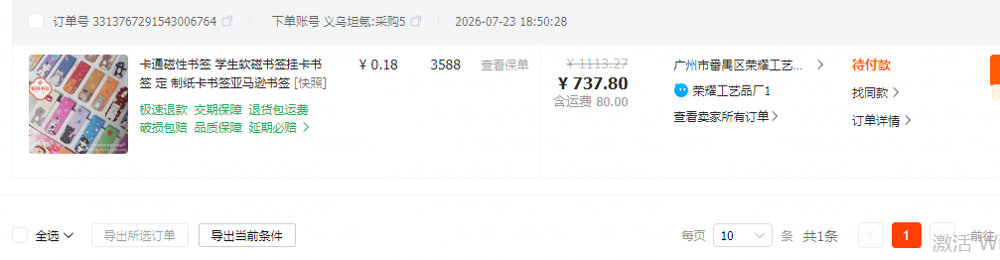 订单号 3313767291543006764 下单账号 义乌坦氪:采购5 2026-07-23 18:50:28
卡通磁性书签 学生软磁书签挂卡书签 定 制纸卡书签亚马逊书签 [快照]
极速退款 交期保障 退货包运费
破损包赔 品质保障 延期必赔
¥ 0.18 3588 查看保单
¥ 1113.27
¥ 737.80
含运费 80.00
广州市番禺区荣耀工艺...
荣耀工艺品厂1
查看卖家所有订单
待付款
找同款
订单详情
全选 导出所选订单 导出当前条件 每页 10 条 共1条 1 前往
激活 Wi